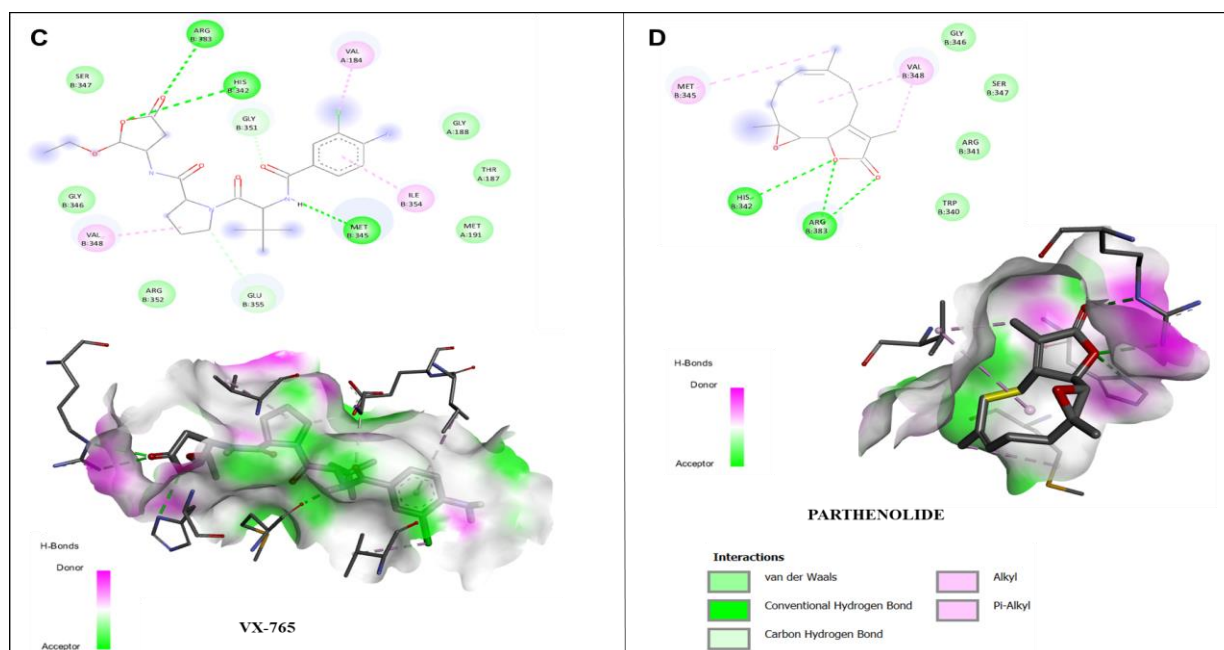 C
ARG
B:383
SER
B:347
HIS
B:342
VAL
A:184
GLY
B:351
GLY
A:188
THR
A:187
GLY
B:346
ILE
B:354
VAL
B:348
MET
B:345
MET
A:191
ARG
B:352
GLU
B:355
H-Bonds
Donor
Acceptor
VX-765
D
GLY
B:346
MET
B:345
VAL
B:348
SER
B:347
ARG
B:341
HIS
B:342
ARG
B:383
TRP
B:340
H-Bonds
Donor
Acceptor
PARTHENOLIDE
Interactions
van der Waals
Conventional Hydrogen Bond
Carbon Hydrogen Bond
Alkyl
Pi-Alkyl